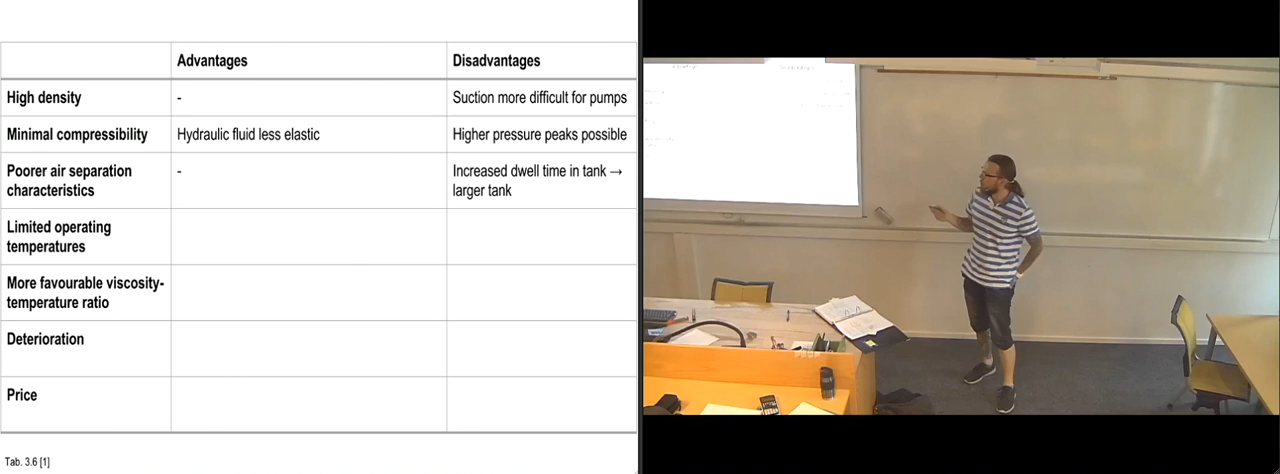 Advantages Disadvantages
High density - Suction more difficult for pumps
Minimal compressibility Hydraulic fluid less elastic Higher pressure peaks possible
Poorer air separation - Increased dwell time in tank →
characteristics larger tank
Limited operating
temperatures
More favourable viscosity-
temperature ratio
Deterioration
Price
Tab. 3.6 [1]